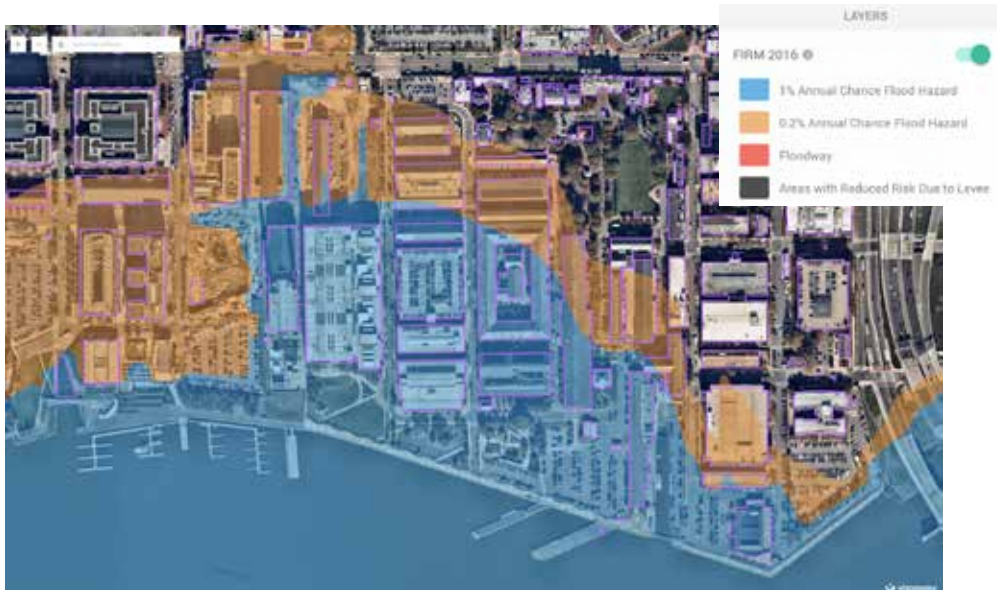 LAYERS
FIRM 2016
1% Annual Chance Flood Hazard
0.2% Annual Chance Flood Hazard
Floodway
Areas with Reduced Risk Due to Levee